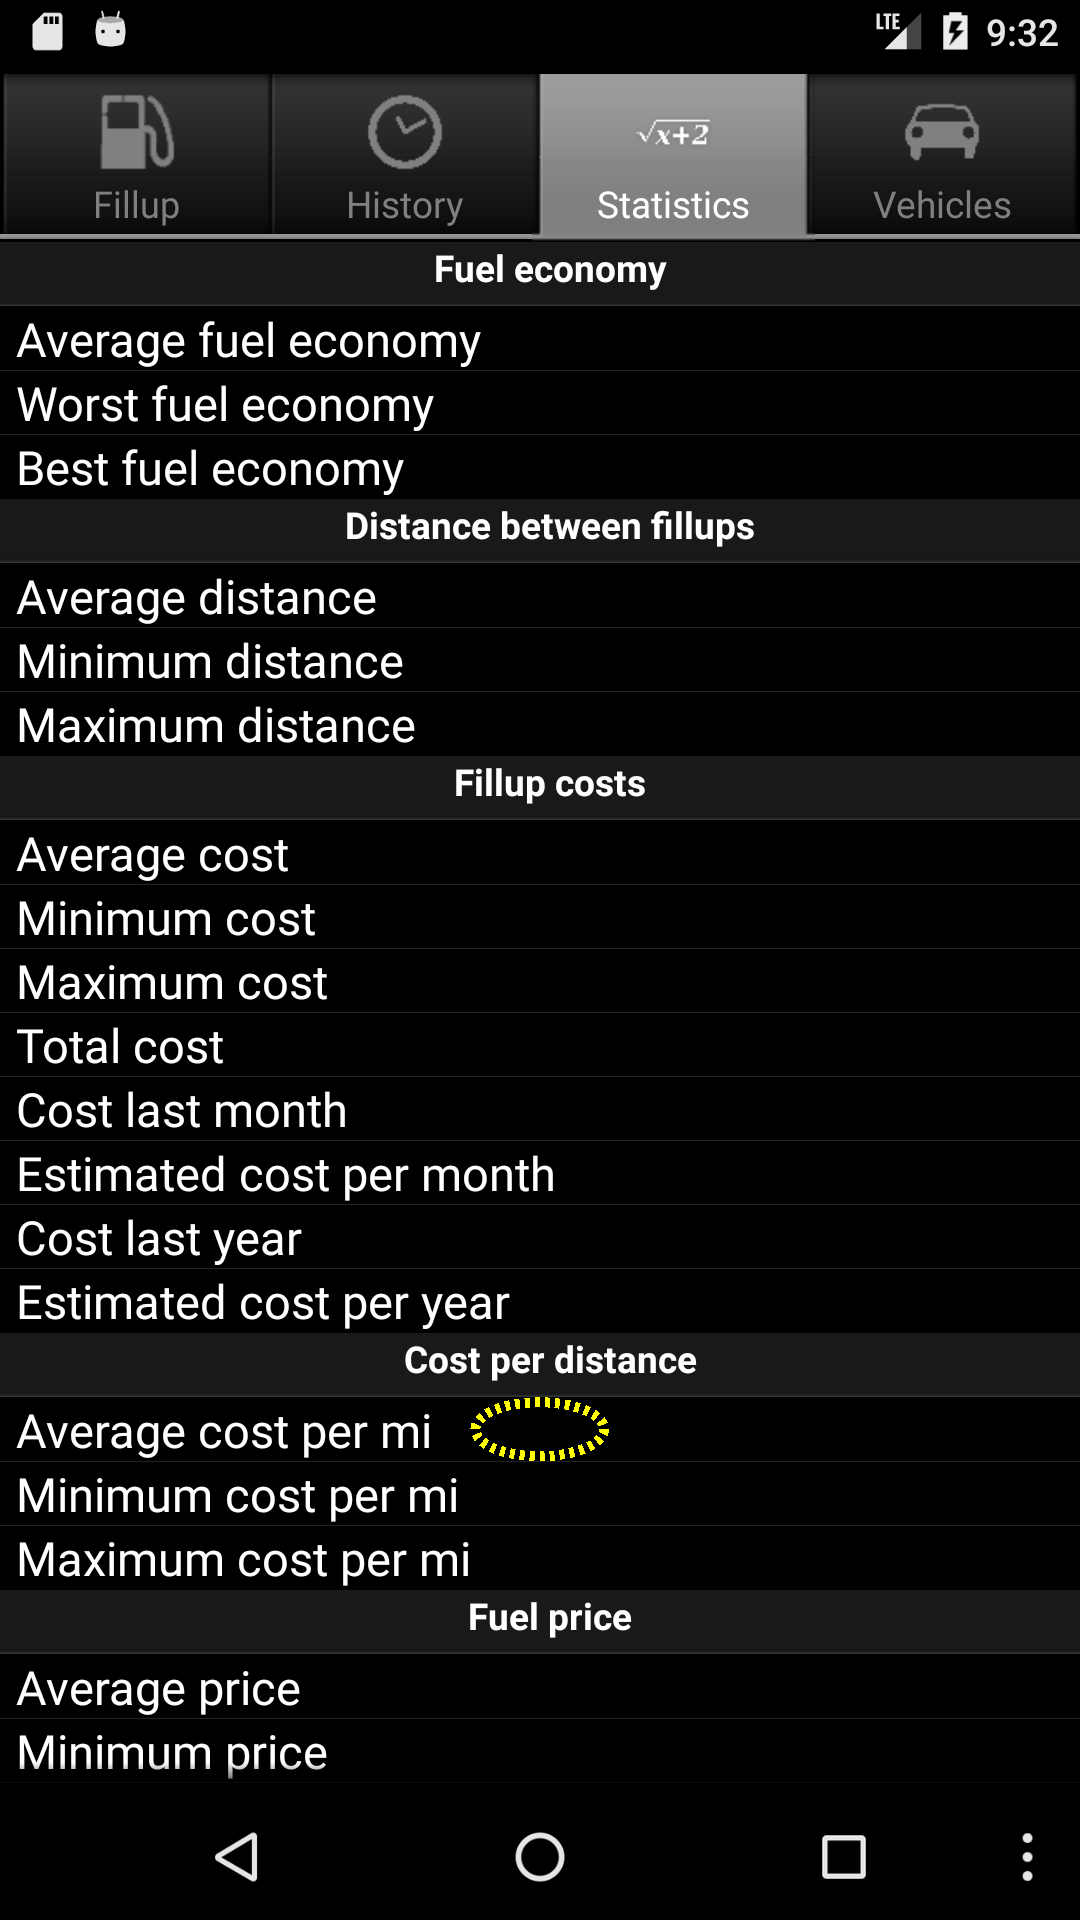 LTE 9:32
√x+2
Fillup History Statistics Vehicles
Fuel economy
Average fuel economy
Worst fuel economy
Best fuel economy
Distance between fillups
Average distance
Minimum distance
Maximum distance
Fillup costs
Average cost
Minimum cost
Maximum cost
Total cost
Cost last month
Estimated cost per month
Cost last year
Estimated cost per year
Cost per distance
Average cost per mi
Minimum cost per mi
Maximum cost per mi
Fuel price
Average price
Minimum price